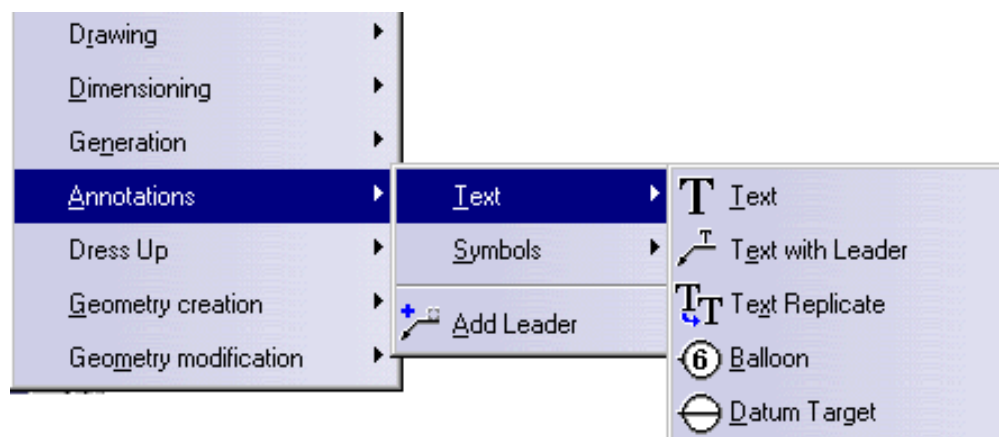 Drawing
Dimensioning
Generation
Annotations
Dress Up
Geometry creation
Geometry modification
Text
Symbols
Add Leader
T Text
T Text with Leader
TT Text Replicate
6 Balloon
Datum Target